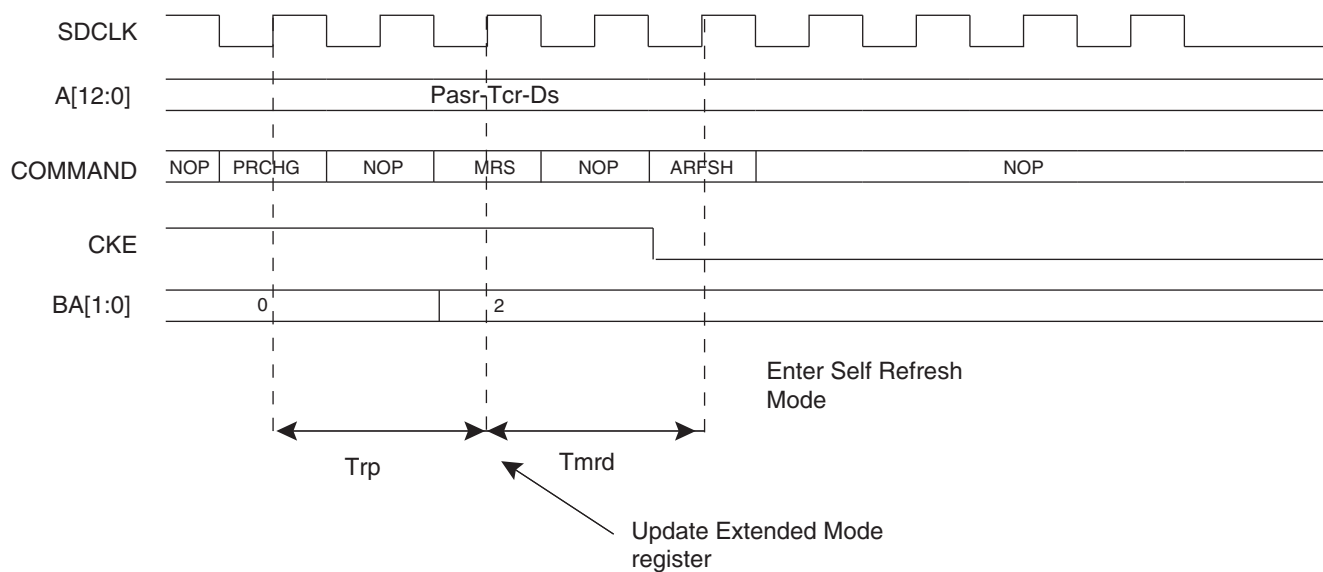 SDCLK
A[12:0]
Pasr-Tcr-Ds
COMMAND
NOP PRCHG NOP MRS NOP ARFSH NOP
CKE
BA[1:0]
0 2
Enter Self Refresh
Mode
Trp
Tmrd
Update Extended Mode
register